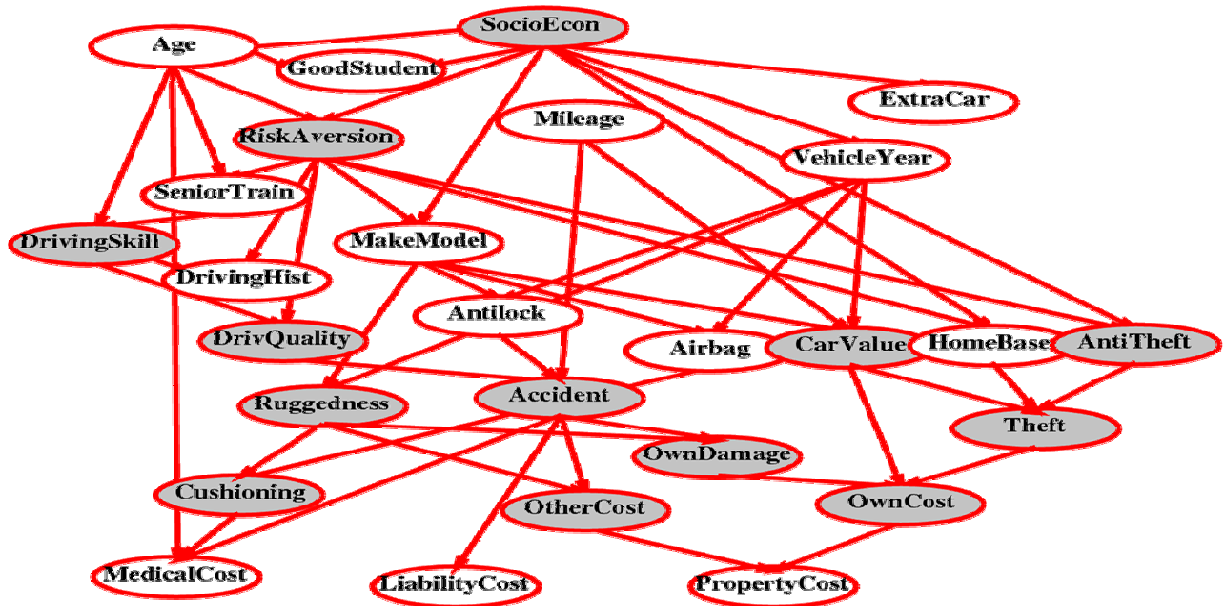 SocioEcon
Age
GoodStudent
ExtraCar
Mileage
RiskAversion
VehicleYear
SeniorTrain
DrivingSkill
MakeModel
DrivingHist
Antilock
DrivQuality
Airbag
CarValue
HomeBase
AntiTheft
Ruggedness
Accident
Theft
OwnDamage
Cushioning
OtherCost
OwnCost
MedicalCost
LiabilityCost
PropertyCost